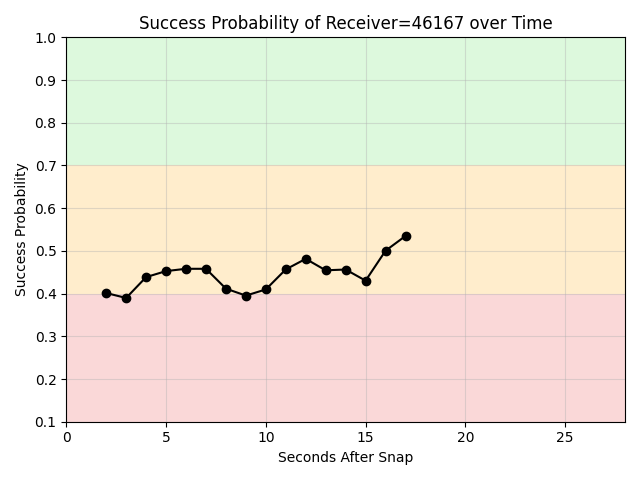 Success Probability of Receiver=46167 over Time
1.0
0.9
0.8
0.7
0.6
0.5
0.4
0.3
0.2
0.1
Success Probability
0 5 10 15 20 25
Seconds After Snap